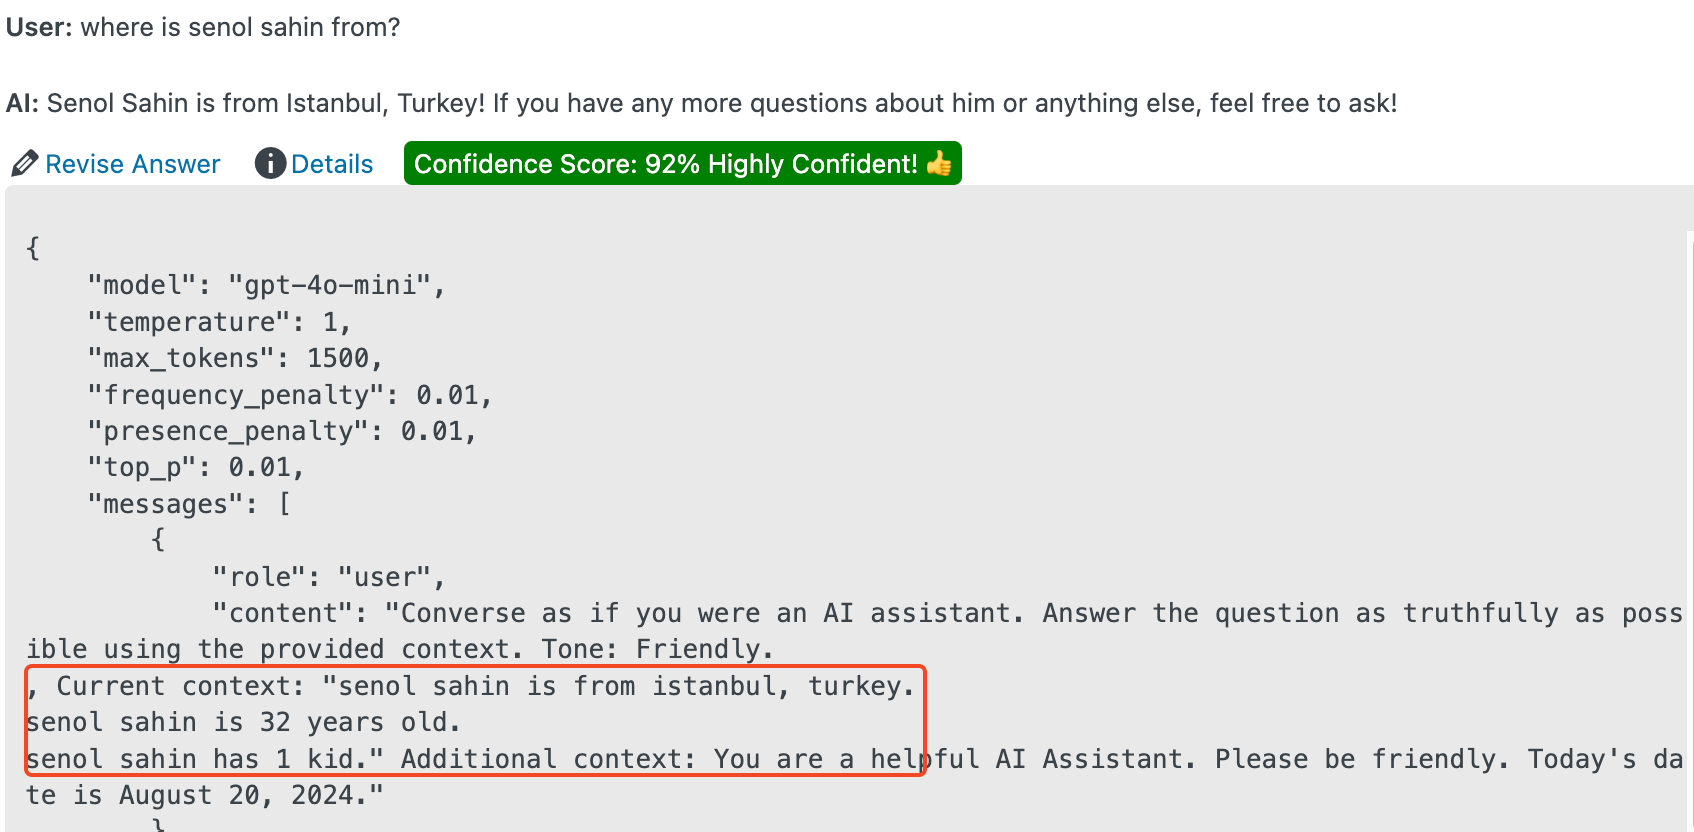 User: where is senol sahin from?
AI: Senol Sahin is from Istanbul, Turkey! If you have any more questions about him or anything else, feel free to ask!
Revise Answer Details Confidence Score: 92% Highly Confident! 👍
{
    "model": "gpt-4o-mini",
    "temperature": 1,
    "max_tokens": 1500,
    "frequency_penalty": 0.01,
    "presence_penalty": 0.01,
    "top_p": 0.01,
    "messages": [
        {
            "role": "user",
            "content": "Converse as if you were an AI assistant. Answer the question as truthfully as poss
ible using the provided context. Tone: Friendly.
, Current context: "senol sahin is from istanbul, turkey.
senol sahin is 32 years old.
senol sahin has 1 kid." Additional context: You are a helpful AI Assistant. Please be friendly. Today's da
te is August 20, 2024."
        }